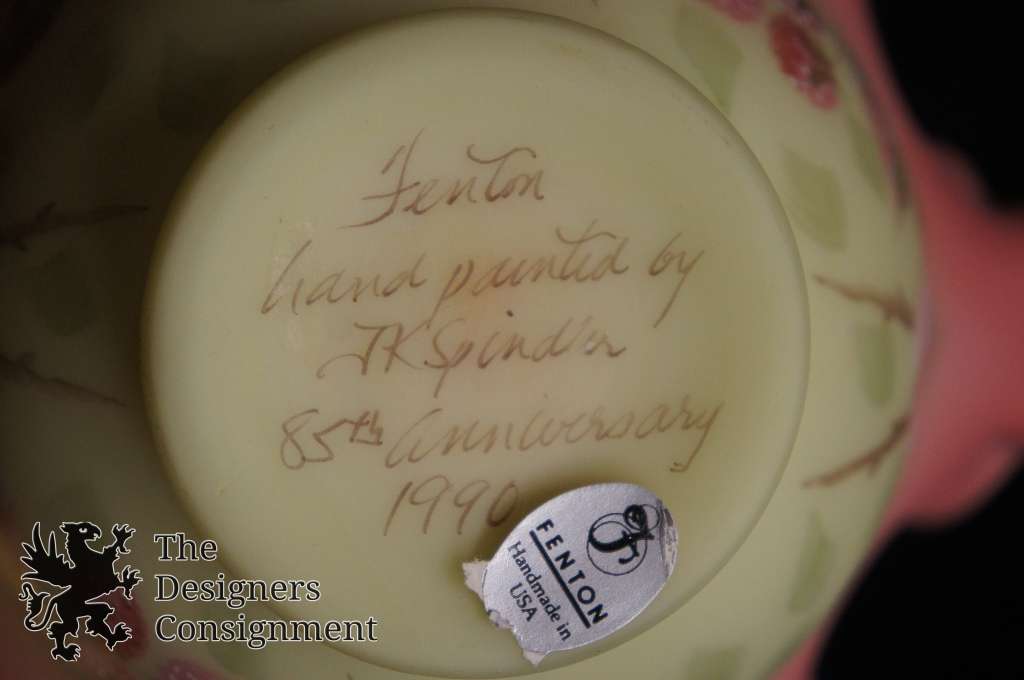 Fenton
hand painted by
JK Spindler
85th Anniversary
1990
FENTON
Handmade in
USA
The
Designers
Consignment